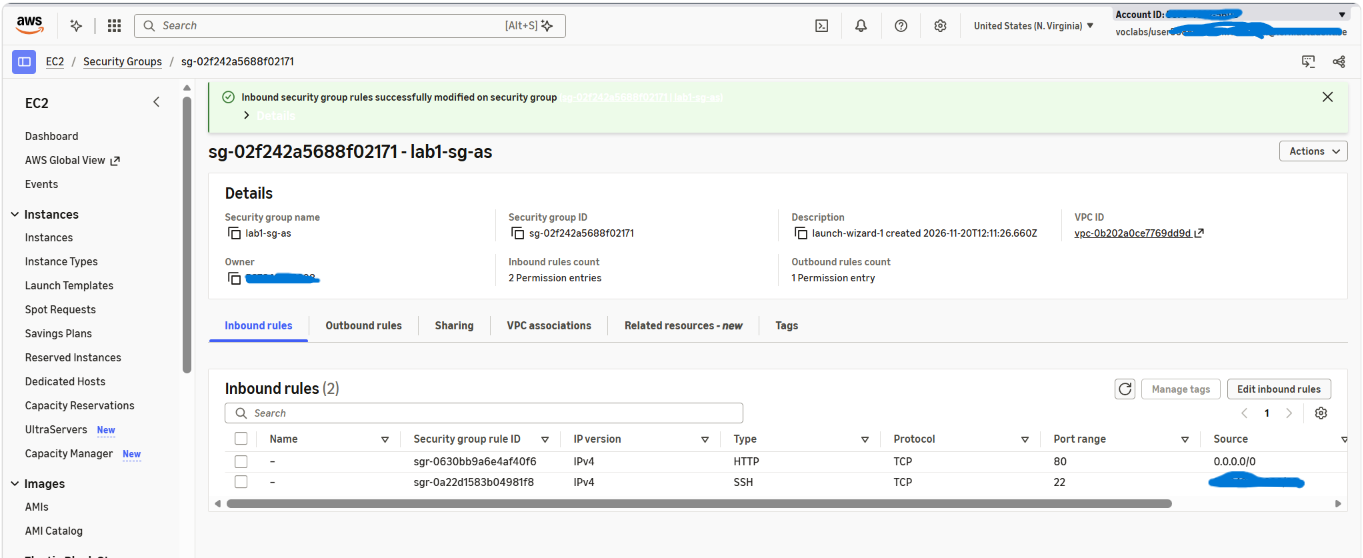 aws
Search [Alt+S]
United States (N. Virginia)
Account ID:
voclabs/user
EC2 / Security Groups / sg-02f242a5688f02171
EC2
Dashboard
AWS Global View
Events
Instances
Instances
Instance Types
Launch Templates
Spot Requests
Savings Plans
Reserved Instances
Dedicated Hosts
Capacity Reservations
UltraServers New
Capacity Manager New
Images
AMIs
AMI Catalog
Inbound security group rules successfully modified on security group (sg-02f242a5688f02171 | lab1-sg-as)
Details
sg-02f242a5688f02171 - lab1-sg-as
Actions
Details
Security group name
lab1-sg-as
Security group ID
sg-02f242a5688f02171
Description
launch-wizard-1 created 2026-11-20T12:11:26.660Z
VPC ID
vpc-0b202a0ce7769dd9d
Owner
Inbound rules count
2 Permission entries
Outbound rules count
1 Permission entry
Inbound rules Outbound rules Sharing VPC associations Related resources - new Tags
Inbound rules (2)
Manage tags Edit inbound rules
Search
1
Name Security group rule ID IP version Type Protocol Port range Source
- sgr-0630bb9a6e4af40f6 IPv4 HTTP TCP 80 0.0.0.0/0
- sgr-0a22d1583b04981f8 IPv4 SSH TCP 22